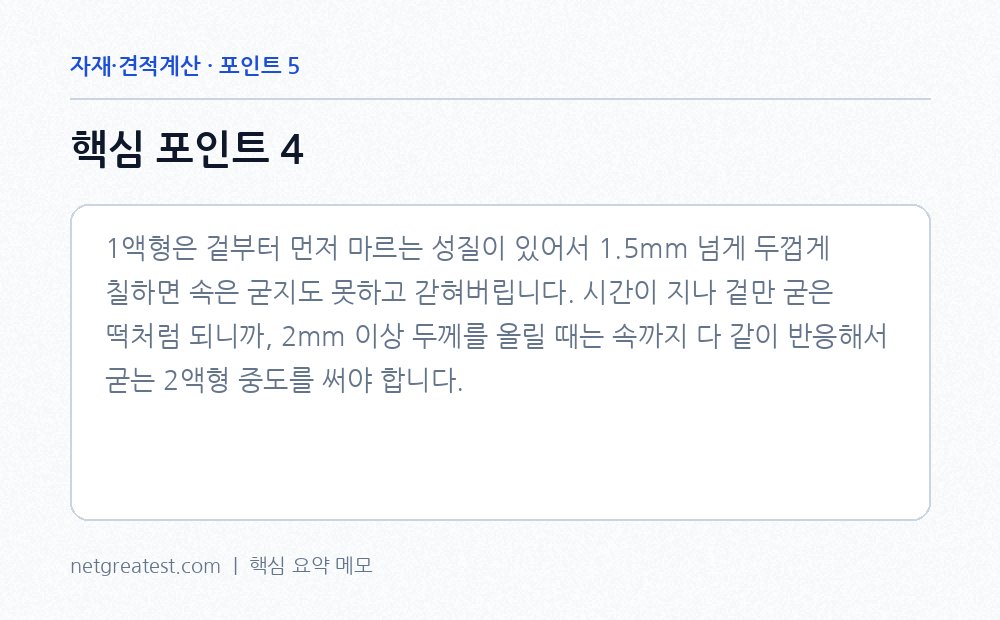 자재·견적계산 · 포인트 5
핵심 포인트 4
1액형은 겉부터 먼저 마르는 성질이 있어서 1.5mm 넘게 두껍게
칠하면 속은 굳지도 못하고 갇혀버립니다. 시간이 지나 겉만 굳은
떡처럼 되니까, 2mm 이상 두께를 올릴 때는 속까지 다 같이 반응해서
굳는 2액형 중도를 써야 합니다.
netgreatest.com | 핵심 요약 메모